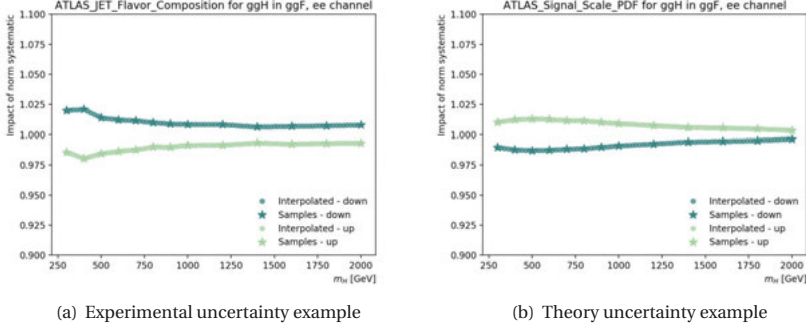 ATLAS_JET_Flavor_Composition for ggH in ggF, ee channel
Impact of norm systematic
1.100
1.075
1.050
1.025
1.000
0.975
0.950
0.925
0.900
Interpolated - down
Samples - down
Interpolated - up
Samples - up
250 500 750 1000 1250 1500 1750 2000
mH [GeV]
(a) Experimental uncertainty example
ATLAS_Signal_Scale_PDF for ggH in ggF, ee channel
Impact of norm systematic
1.100
1.075
1.050
1.025
1.000
0.975
0.950
0.925
0.900
Interpolated - down
Samples - down
Interpolated - up
Samples - up
250 500 750 1000 1250 1500 1750 2000
mH [GeV]
(b) Theory uncertainty example